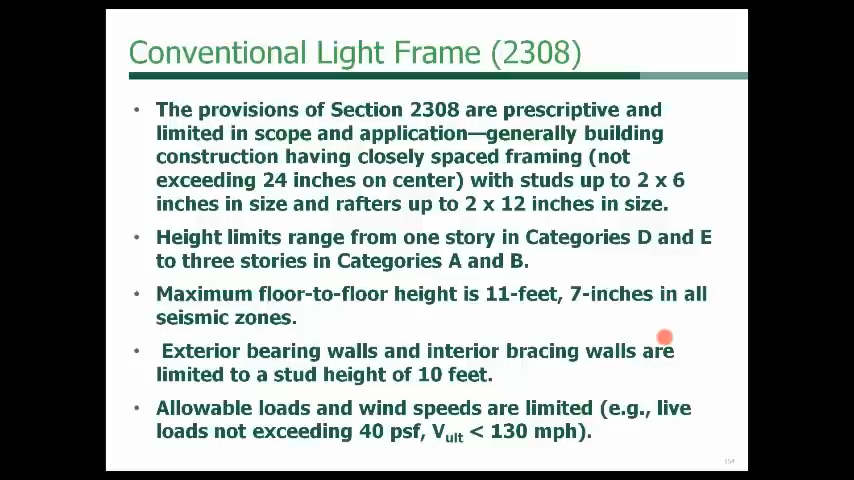 Conventional Light Frame (2308)
• The provisions of Section 2308 are prescriptive and
limited in scope and application—generally building
construction having closely spaced framing (not
exceeding 24 inches on center) with studs up to 2 x 6
inches in size and rafters up to 2 x 12 inches in size.
• Height limits range from one story in Categories D and E
to three stories in Categories A and B.
• Maximum floor-to-floor height is 11-feet, 7-inches in all
seismic zones.
• Exterior bearing walls and interior bracing walls are
limited to a stud height of 10 feet.
• Allowable loads and wind speeds are limited (e.g., live
loads not exceeding 40 psf, Vult < 130 mph).